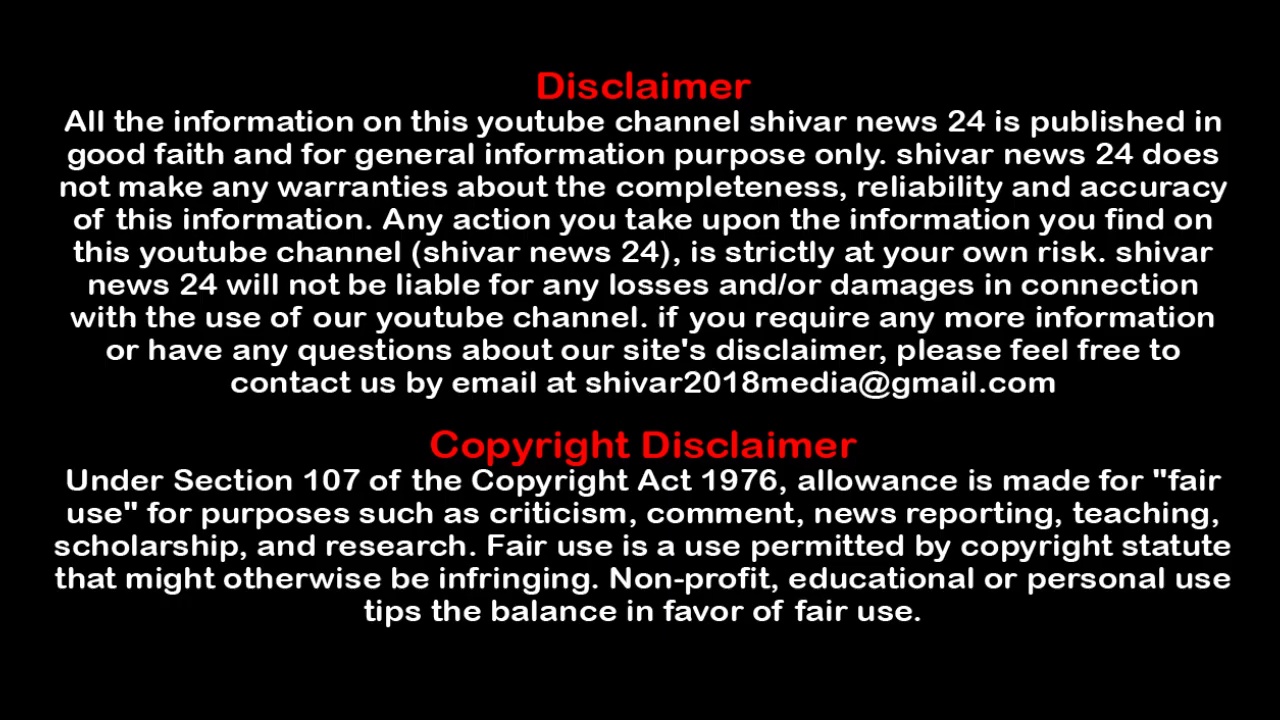 Disclaimer
All the information on this youtube channel shivar news 24 is published in
good faith and for general information purpose only. shivar news 24 does
not make any warranties about the completeness, reliability and accuracy
of this information. Any action you take upon the information you find on
this youtube channel (shivar news 24), is strictly at your own risk. shivar
news 24 will not be liable for any losses and/or damages in connection
with the use of our youtube channel. if you require any more information
or have any questions about our site's disclaimer, please feel free to
contact us by email at shivar2018media@gmail.com
Copyright Disclaimer
Under Section 107 of the Copyright Act 1976, allowance is made for "fair
use" for purposes such as criticism, comment, news reporting, teaching,
scholarship, and research. Fair use is a use permitted by copyright statute
that might otherwise be infringing. Non-profit, educational or personal use
tips the balance in favor of fair use.